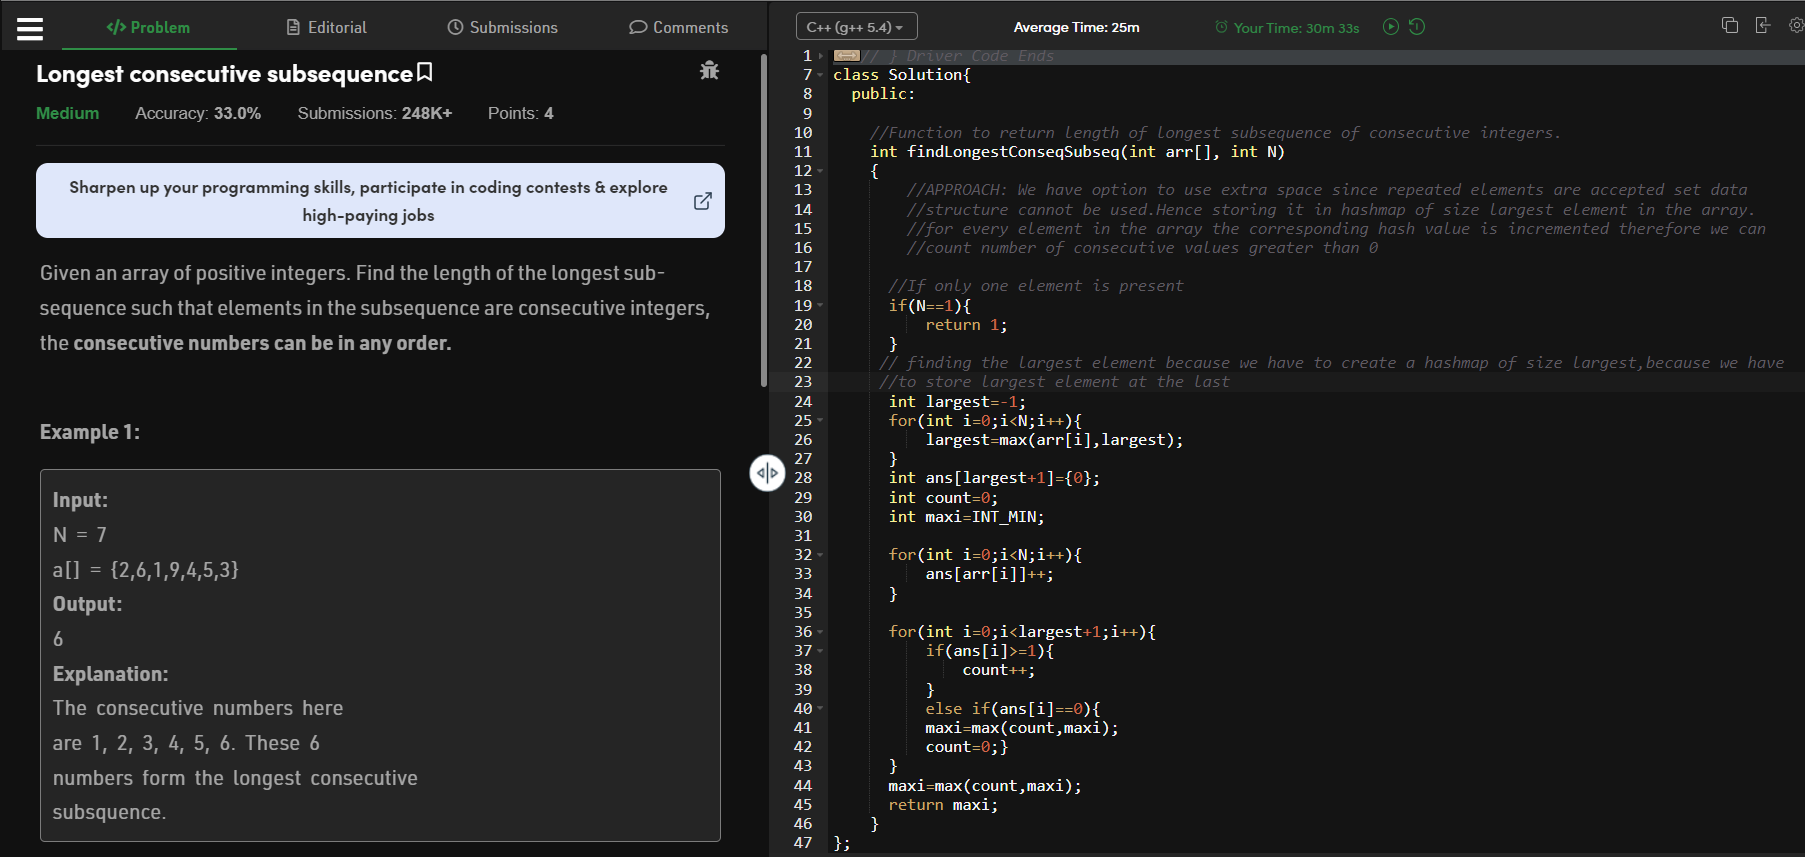 Problem
Editorial
Submissions
Comments
Longest consecutive subsequence
Medium Accuracy: 33.0% Submissions: 248K+ Points: 4
Sharpen up your programming skills, participate in coding contests & explore
high-paying jobs
Given an array of positive integers. Find the length of the longest sub-
sequence such that elements in the subsequence are consecutive integers,
the consecutive numbers can be in any order.
Example 1:
Input:
N = 7
a[] = {2,6,1,9,4,5,3}
Output:
6
Explanation:
The consecutive numbers here
are 1, 2, 3, 4, 5, 6. These 6
numbers form the longest consecutive
subsquence.
C++ (g++ 5.4)
Average Time: 25m
Your Time: 30m 33s
1 // } Driver Code Ends
7 class Solution{
8 public:
9
10 //Function to return length of longest subsequence of consecutive integers.
11 int findLongestConseqSubseq(int arr[], int N)
12 {
13 //APPROACH: We have option to use extra space since repeated elements are accepted set data
14 //structure cannot be used.Hence storing it in hashmap of size largest element in the array.
15 //for every element in the array the corresponding hash value is incremented therefore we can
16 //count number of consecutive values greater than 0
17
18 //If only one element is present
19 if(N==1){
20 return 1;
21 }
22 // finding the largest element because we have to create a hashmap of size largest,because we have
23 //to store largest element at the last
24 int largest=-1;
25 for(int i=0;i<N;i++){
26 largest=max(arr[i],largest);
27 }
28 int ans[largest+1]={0};
29 int count=0;
30 int maxi=INT_MIN;
31
32 for(int i=0;i<N;i++){
33 ans[arr[i]]++;
34 }
35
36 for(int i=0;i<largest+1;i++){
37 if(ans[i]>=1){
38 count++;
39 }
40 else if(ans[i]==0){
41 maxi=max(count,maxi);
42 count=0;}
43 }
44 maxi=max(count,maxi);
45 return maxi;
46 }
47 };